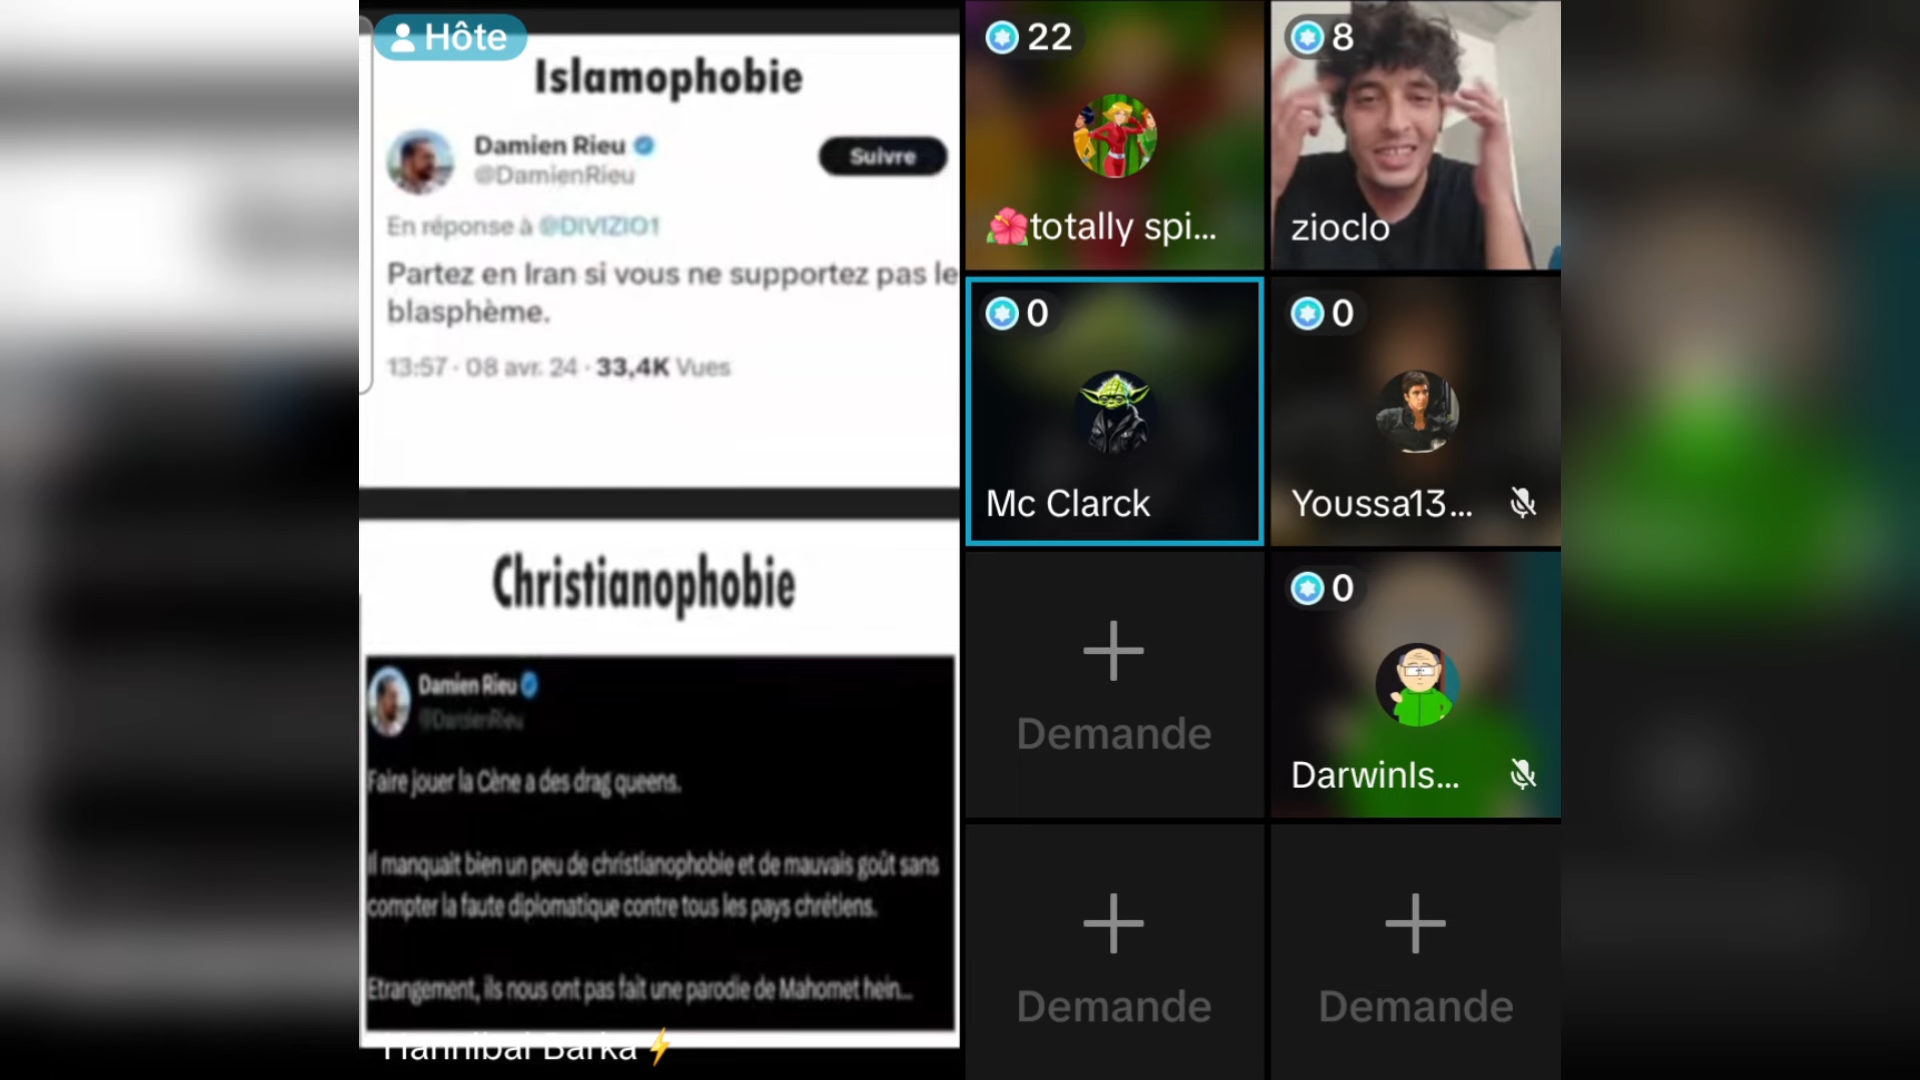 Hôte
Islamophobie
Damien Rieu
@DamienRieu
Suivre
En réponse à @DIVIZIO1
Partez en Iran si vous ne supportez pas le
blasphème.
13:57 · 08 avr. 24 · 33,4K Vues
Christianophobie
Damien Rieu
@DamienRieu
Faire jouer la Cène a des drag queens.
Il manquait bien un peu de christianophobie et de mauvais goût sans
compter la faute diplomatique contre tous les pays chrétiens.
Etrangement, ils nous ont pas fait une parodie de Mahomet hein...
Hannibal Barka⚡
22
🌺totally spi...
8
zioclo
0
Mc Clarck
0
Youssa13...
Demande
0
DarwinIs...
Demande
Demande